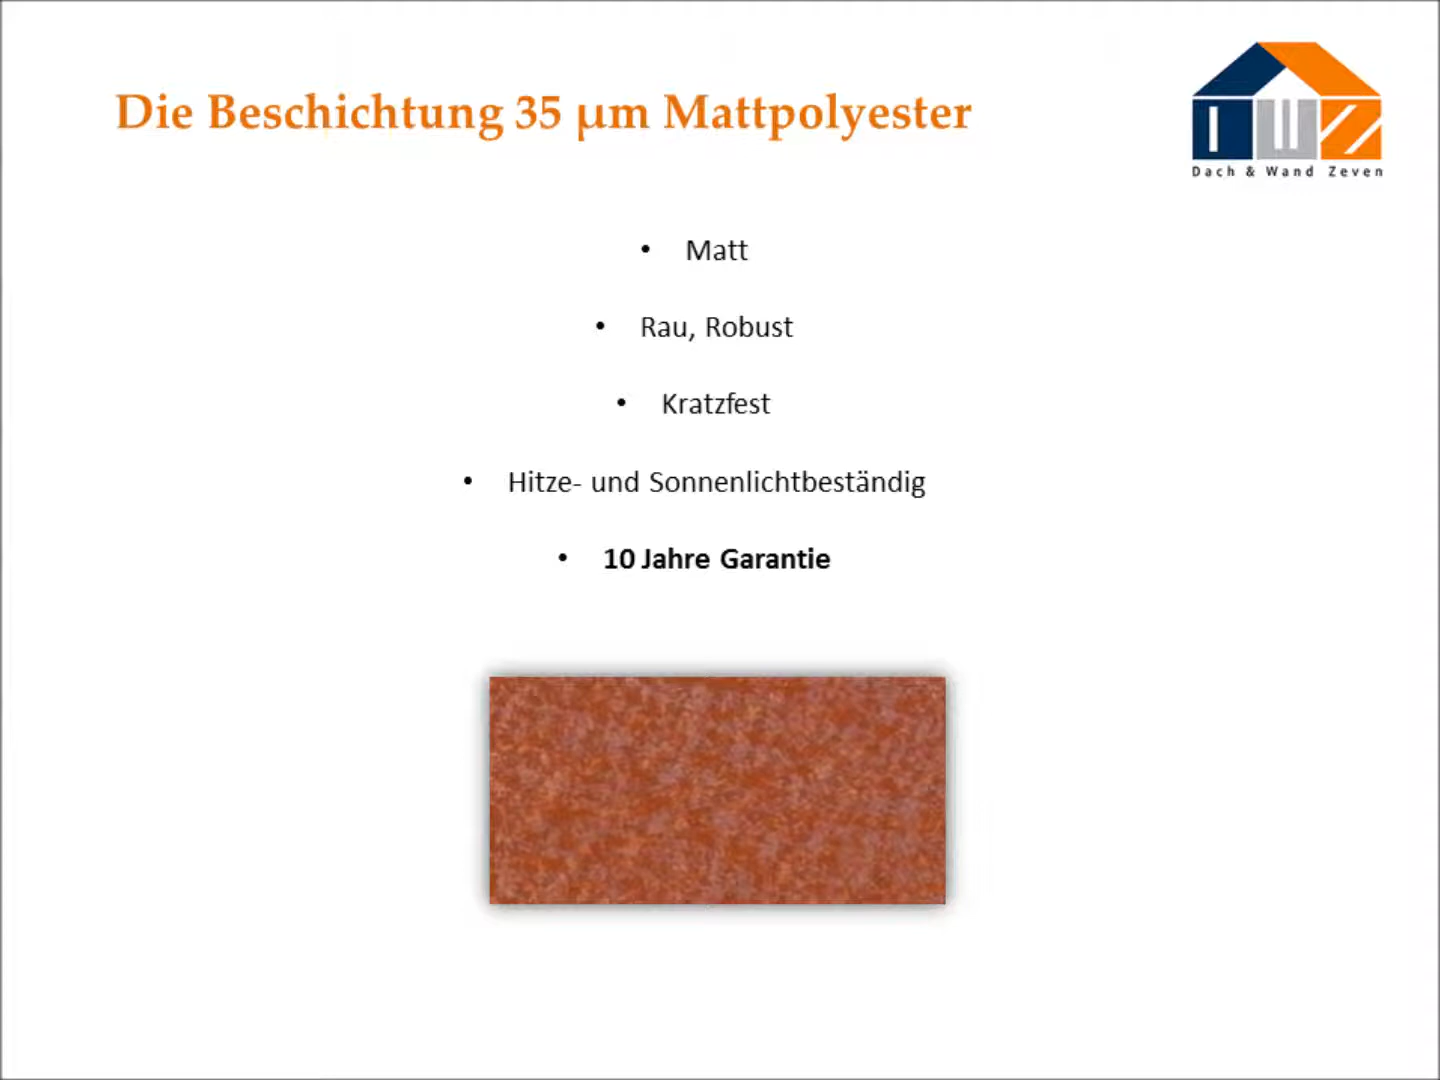 Die Beschichtung 35 µm Mattpolyester
Dach & Wand Zeven
• Matt
• Rau, Robust
• Kratzfest
• Hitze- und Sonnenlichtbeständig
• 10 Jahre Garantie